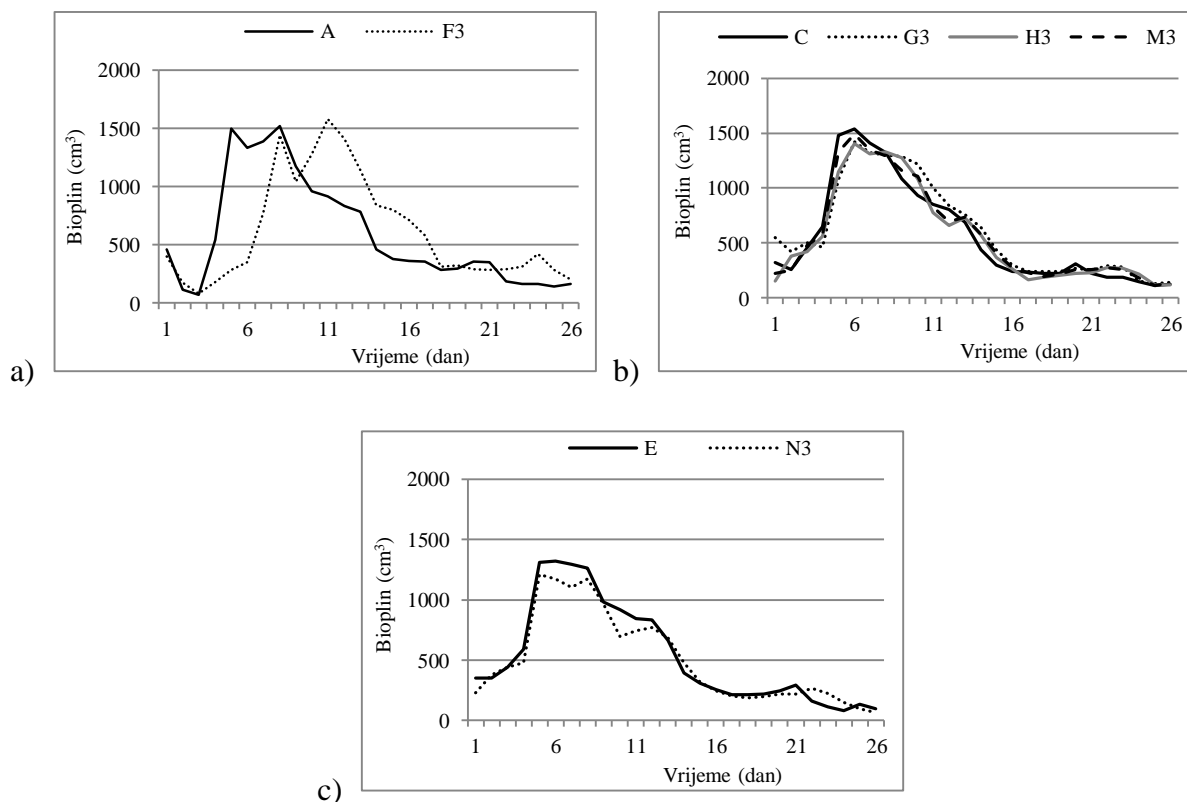 A F3
2000
1500
1000
500
0
Bioplin (cm³)
1 6 11 16 21 26
Vrijeme (dan)
a)
C G3 H3 M3
2000
1500
1000
500
0
Bioplin (cm³)
1 6 11 16 21 26
Vrijeme (dan)
b)
E N3
2000
1500
1000
500
0
Bioplin (cm³)
1 6 11 16 21 26
Vrijeme (dan)
c)